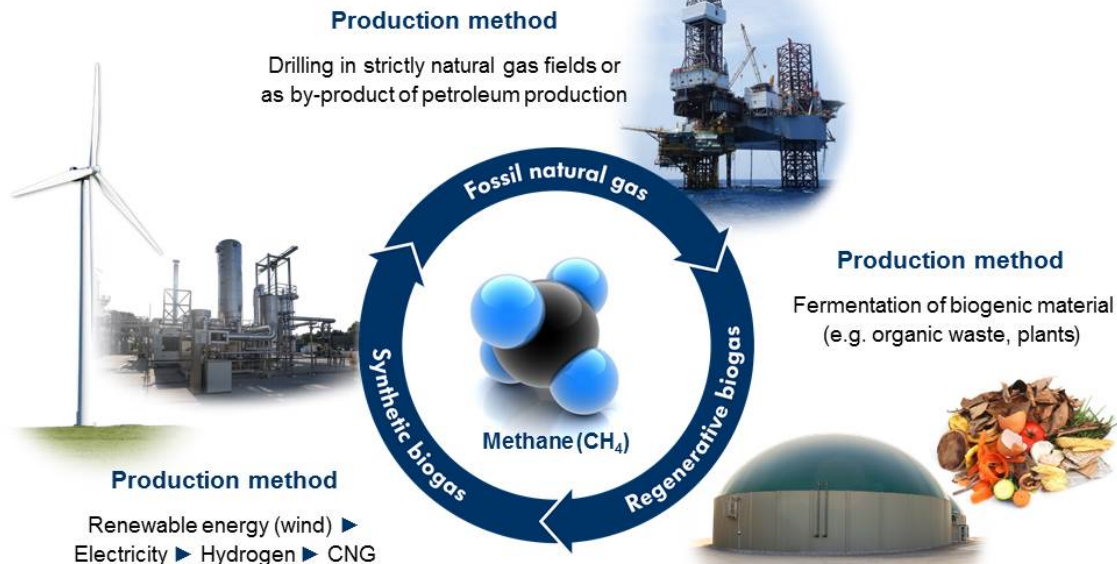 Production method
Drilling in strictly natural gas fields or
as by-product of petroleum production
Fossil natural gas
Production method
Fermentation of biogenic material
(e.g. organic waste, plants)
Regenerative biogas
Synthetic biogas
Methane (CH₄)
Production method
Renewable energy (wind) ►
Electricity ► Hydrogen ► CNG